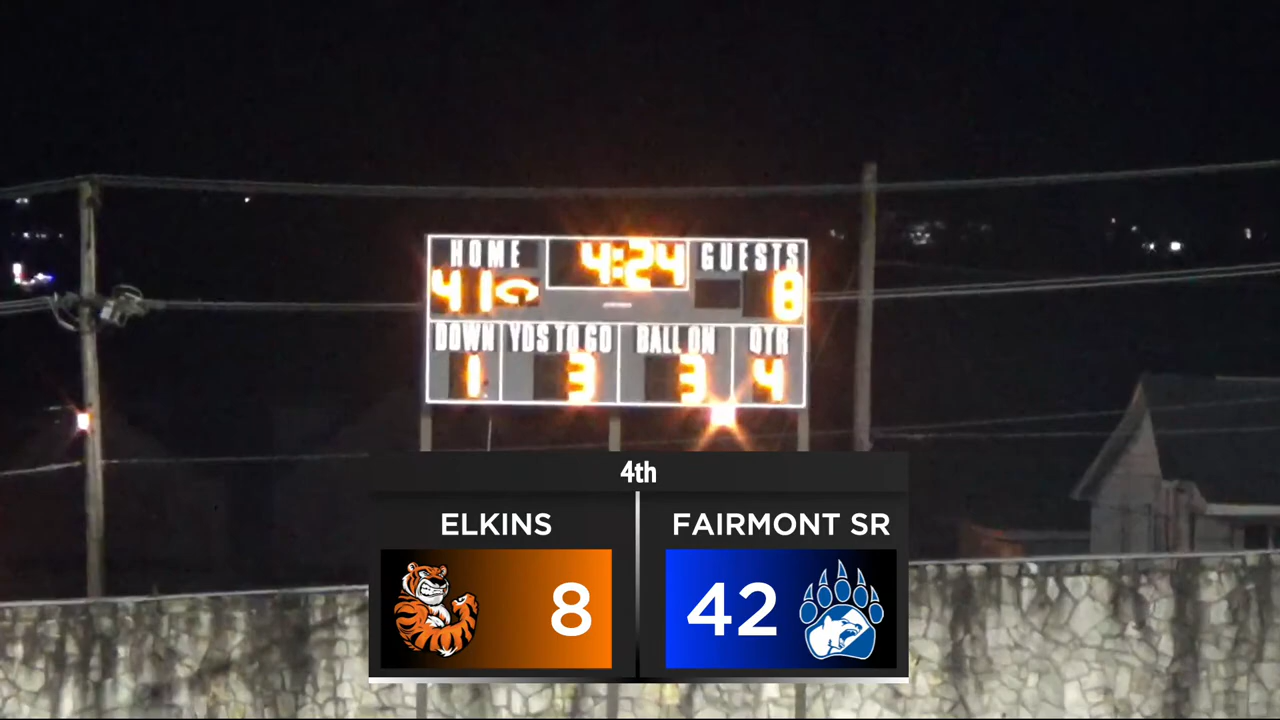 HOME 4:24 GUESTS
41 8
DOWN YDS TO GO BALL ON QTR
1 3 3 4
4th
ELKINS FAIRMONT SR
8 42